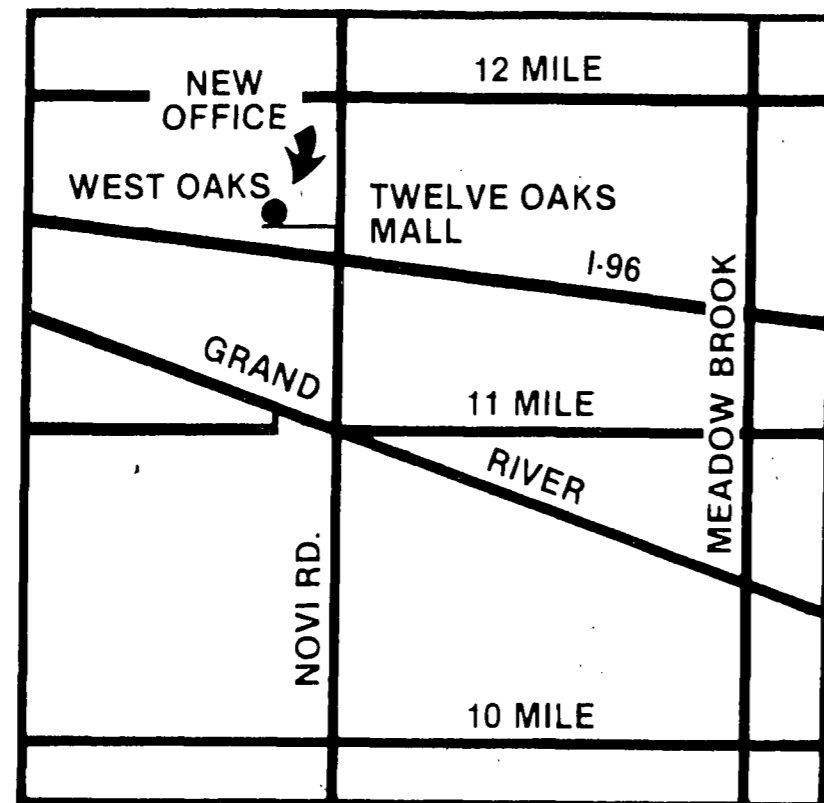 12 MILE
NEW
OFFICE
WEST OAKS
TWELVE OAKS
MALL
I-96
MEADOW BROOK
GRAND
11 MILE
RIVER
NOVI RD.
10 MILE